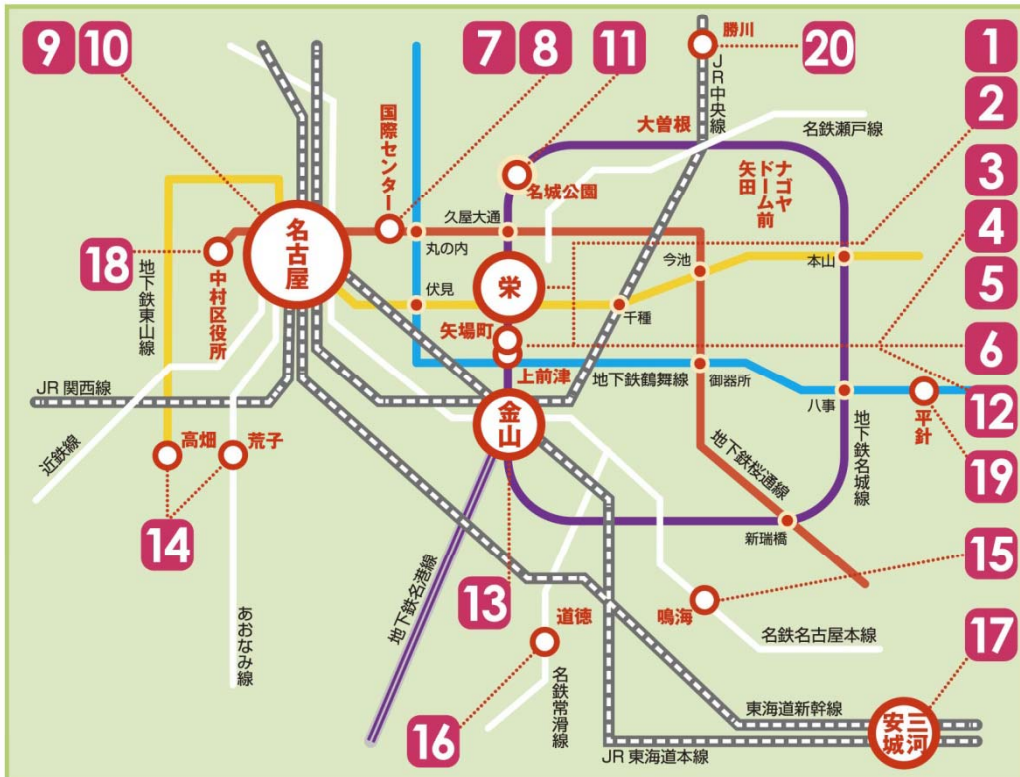 9
10
7
8
11
勝川
20
1
JR中央線
国際センター
大曽根
名鉄瀬戸線
2
名城公園
ナゴヤ
ドーム前
矢田
3
久屋大通
丸の内
名古屋
4
18
中村区役所
地下鉄東山線
栄
今池
本山
5
伏見
千種
矢場町
6
上前津
地下鉄鶴舞線
御器所
JR関西線
金山
八事
平針
12
地下鉄名城線
近鉄線
高畑
荒子
地下鉄桜通線
19
14
新瑞橋
15
あおなみ線
地下鉄名港線
13
道徳
鳴海
名鉄名古屋本線
17
16
名鉄常滑線
東海道新幹線
三河
安城
JR東海道本線